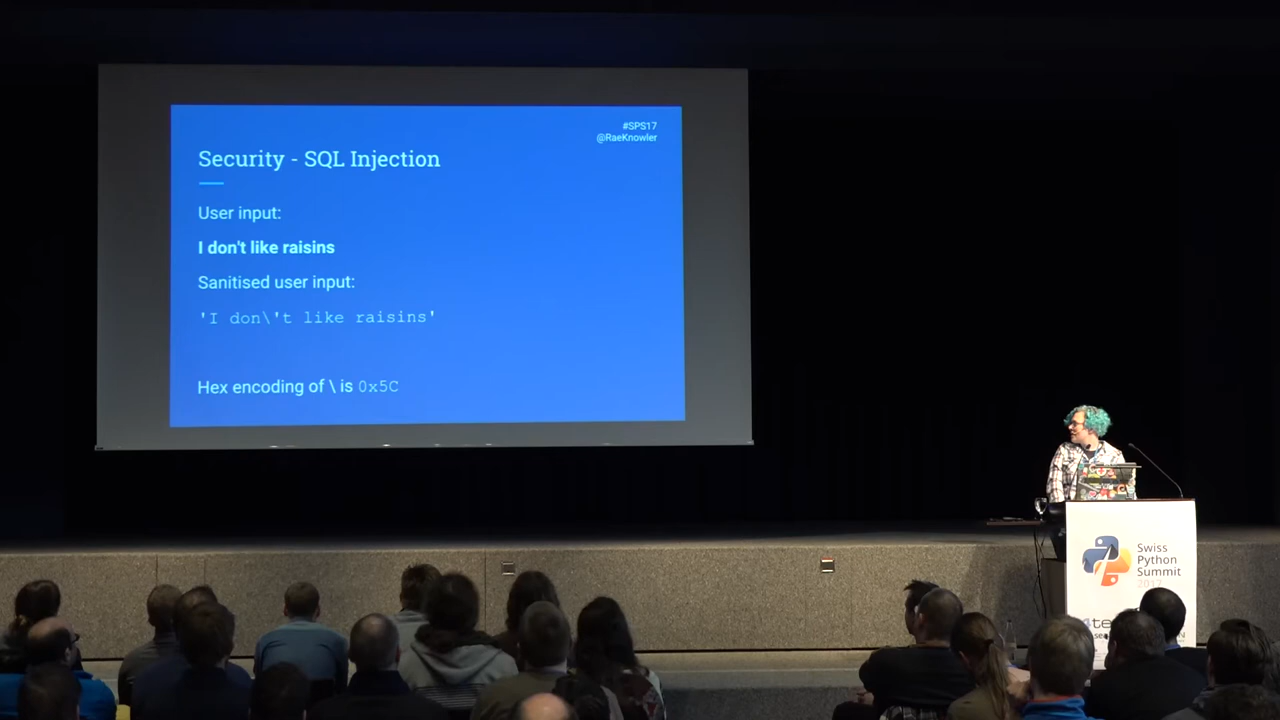 #SPS17
@RaeKnowler
Security - SQL Injection
User input:
I don't like raisins
Sanitised user input:
'I don\'t like raisins'
Hex encoding of \ is 0x5C
Swiss
Python
Summit
2017